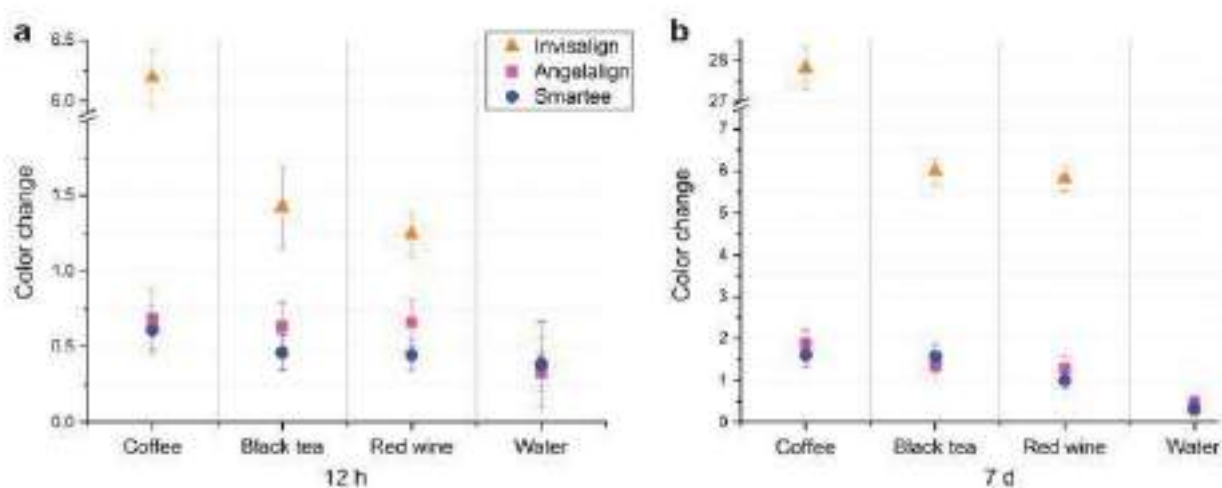 a
6.5
6.0
1.5
1.0
0.5
0.0
Color change
Invisalign
Angelalign
Smartee
Coffee
Black tea
Red wine
Water
12 h
b
28
27
7
6
5
4
3
2
1
0
Color change
Coffee
Black tea
Red wine
Water
7 d